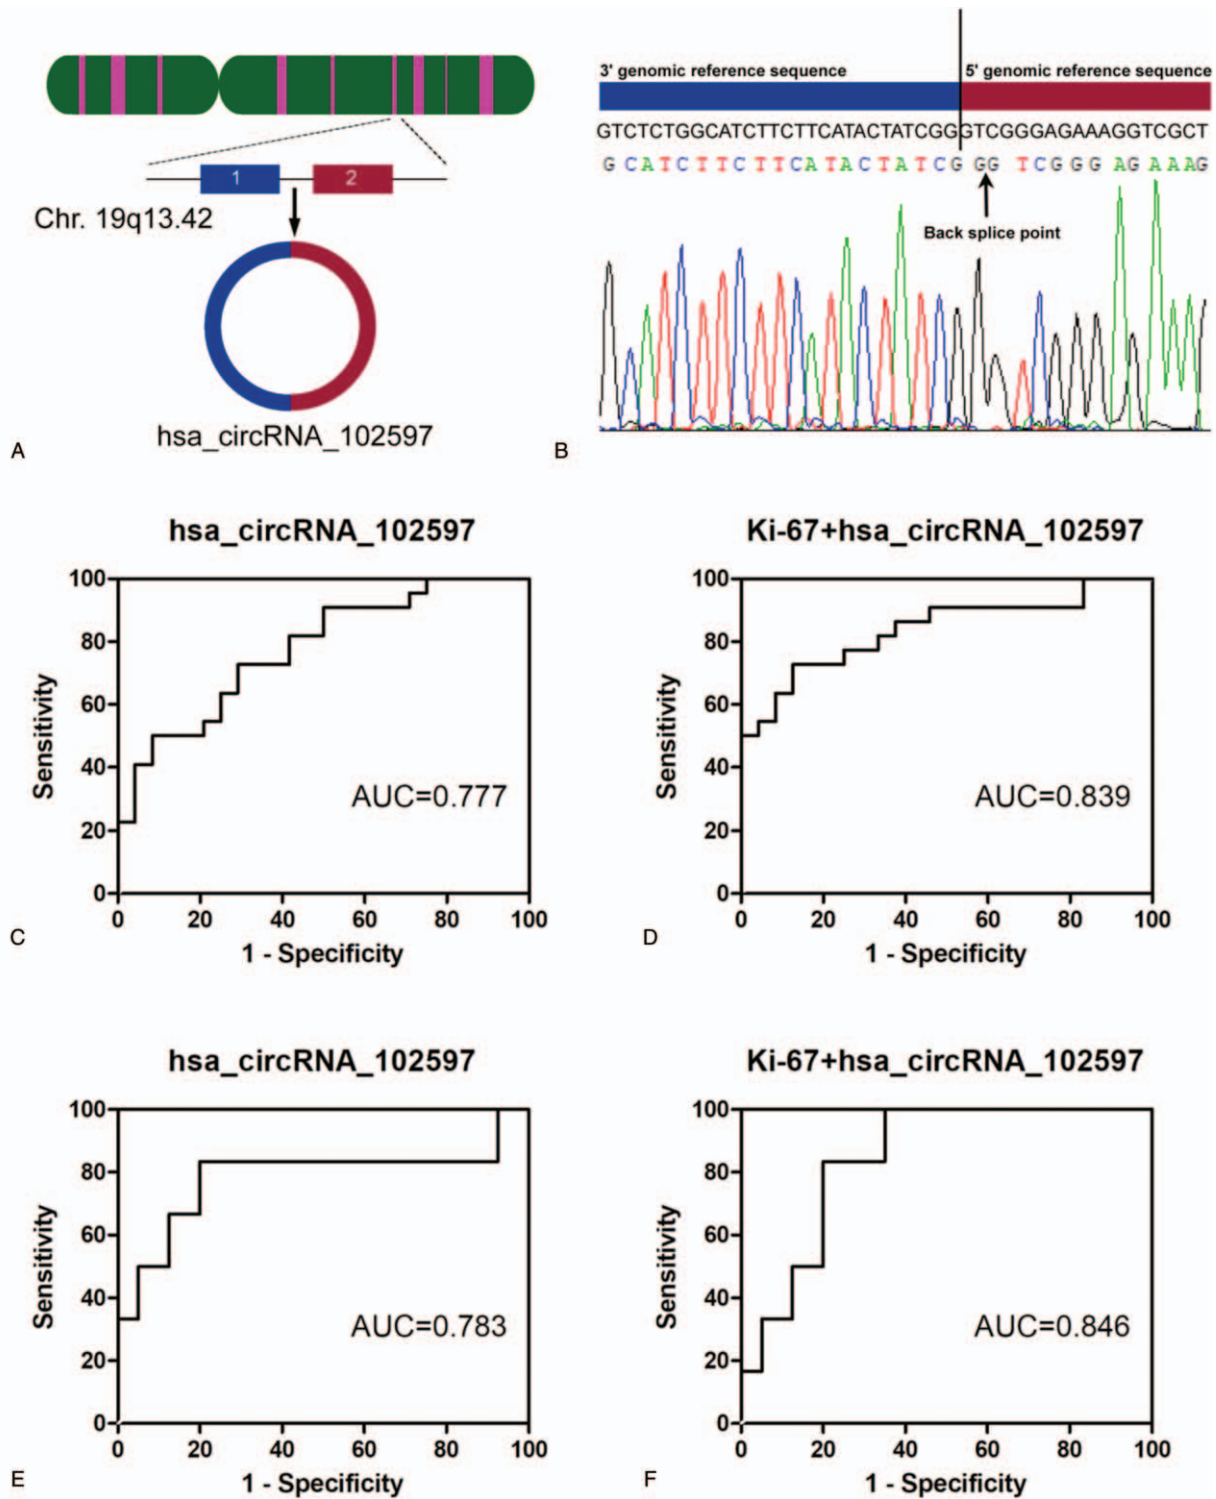 1
2
Chr. 19q13.42
hsa_circRNA_102597
A
3' genomic reference sequence
5' genomic reference sequence
GTCTCTGGCATCTTCTTCATACTATCGGGTCGGGAGAAAGGTCGCT
G C A T C T T C T T C A T A C T A T C G G G T C G G G A G A A A G
Back splice point
B
hsa_circRNA_102597
100
80
60
40
20
0
Sensitivity
AUC=0.777
0 20 40 60 80 100
1 - Specificity
C
Ki-67+hsa_circRNA_102597
100
80
60
40
20
0
Sensitivity
AUC=0.839
0 20 40 60 80 100
1 - Specificity
D
hsa_circRNA_102597
100
80
60
40
20
0
Sensitivity
AUC=0.783
0 20 40 60 80 100
1 - Specificity
E
Ki-67+hsa_circRNA_102597
100
80
60
40
20
0
Sensitivity
AUC=0.846
0 20 40 60 80 100
1 - Specificity
F